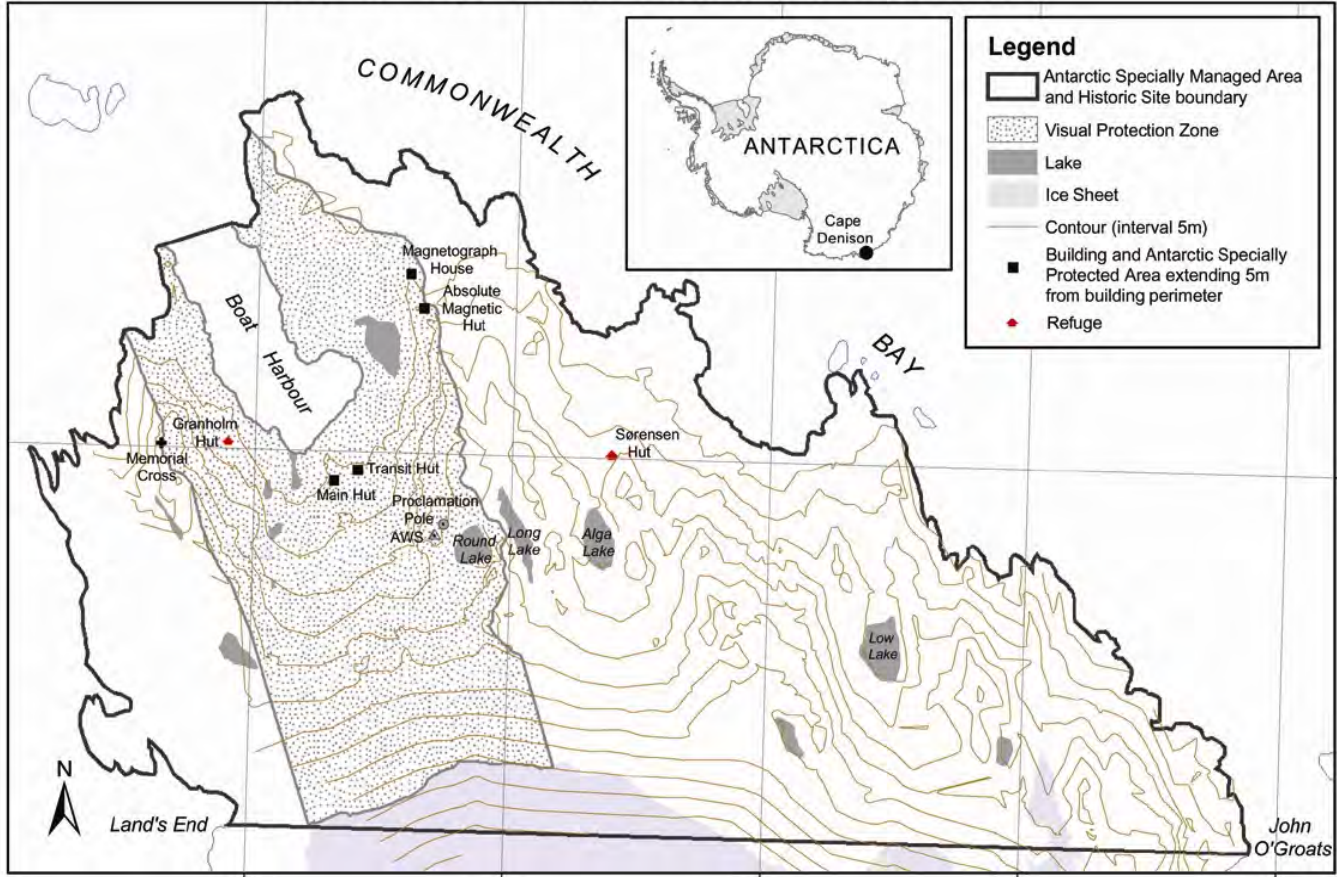 COMMONWEALTH
BAY
ANTARCTICA
Cape
Denison
Legend
Antarctic Specially Managed Area
and Historic Site boundary
Visual Protection Zone
Lake
Ice Sheet
Contour (interval 5m)
Building and Antarctic Specially
Protected Area extending 5m
from building perimeter
Refuge
Magnetograph
House
Absolute
Magnetic
Hut
Boat
Harbour
Granholm
Hut
Memorial
Cross
Transit Hut
Main Hut
Proclamation
Pole
AWS
Round
Lake
Long
Lake
Alga
Lake
Sørensen
Hut
Low
Lake
N
Land's End
John
O'Groats